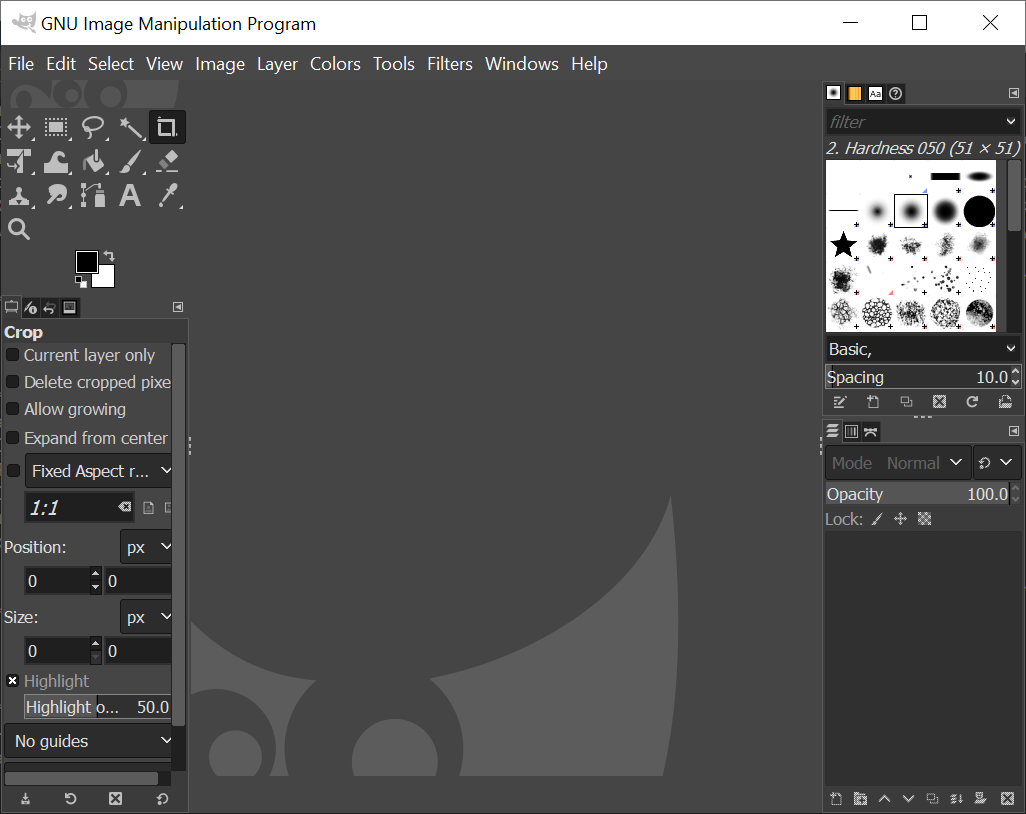 GNU Image Manipulation Program
File Edit Select View Image Layer Colors Tools Filters Windows Help
filter
2. Hardness 050 (51 × 51)
Basic,
Spacing 10.0
Mode Normal
Opacity 100.0
Lock:
Aa
A
Crop
Current layer only
Delete cropped pixe
Allow growing
Expand from center
Fixed Aspect r...
1:1
Position: px
0 0
Size: px
0 0
Highlight
Highlight o... 50.0
No guides